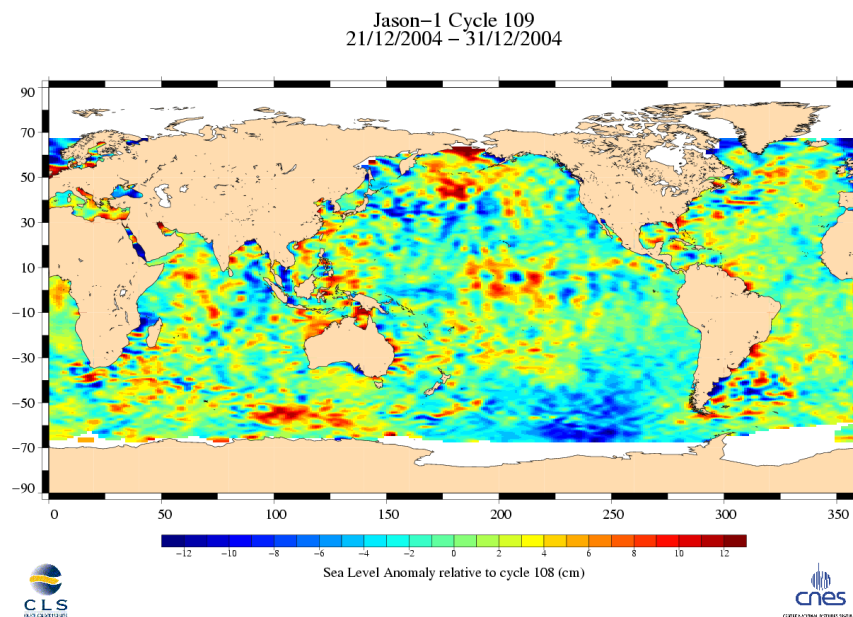 Jason−1 Cycle 109
21/12/2004 − 31/12/2004
90
70
50
30
10
−10
−30
−50
−70
−90
0 50 100 150 200 250 300 350
−12 −10 −8 −6 −4 −2 0 2 4 6 8 10 12
Sea Level Anomaly relative to cycle 108 (cm)
CLS
cnes